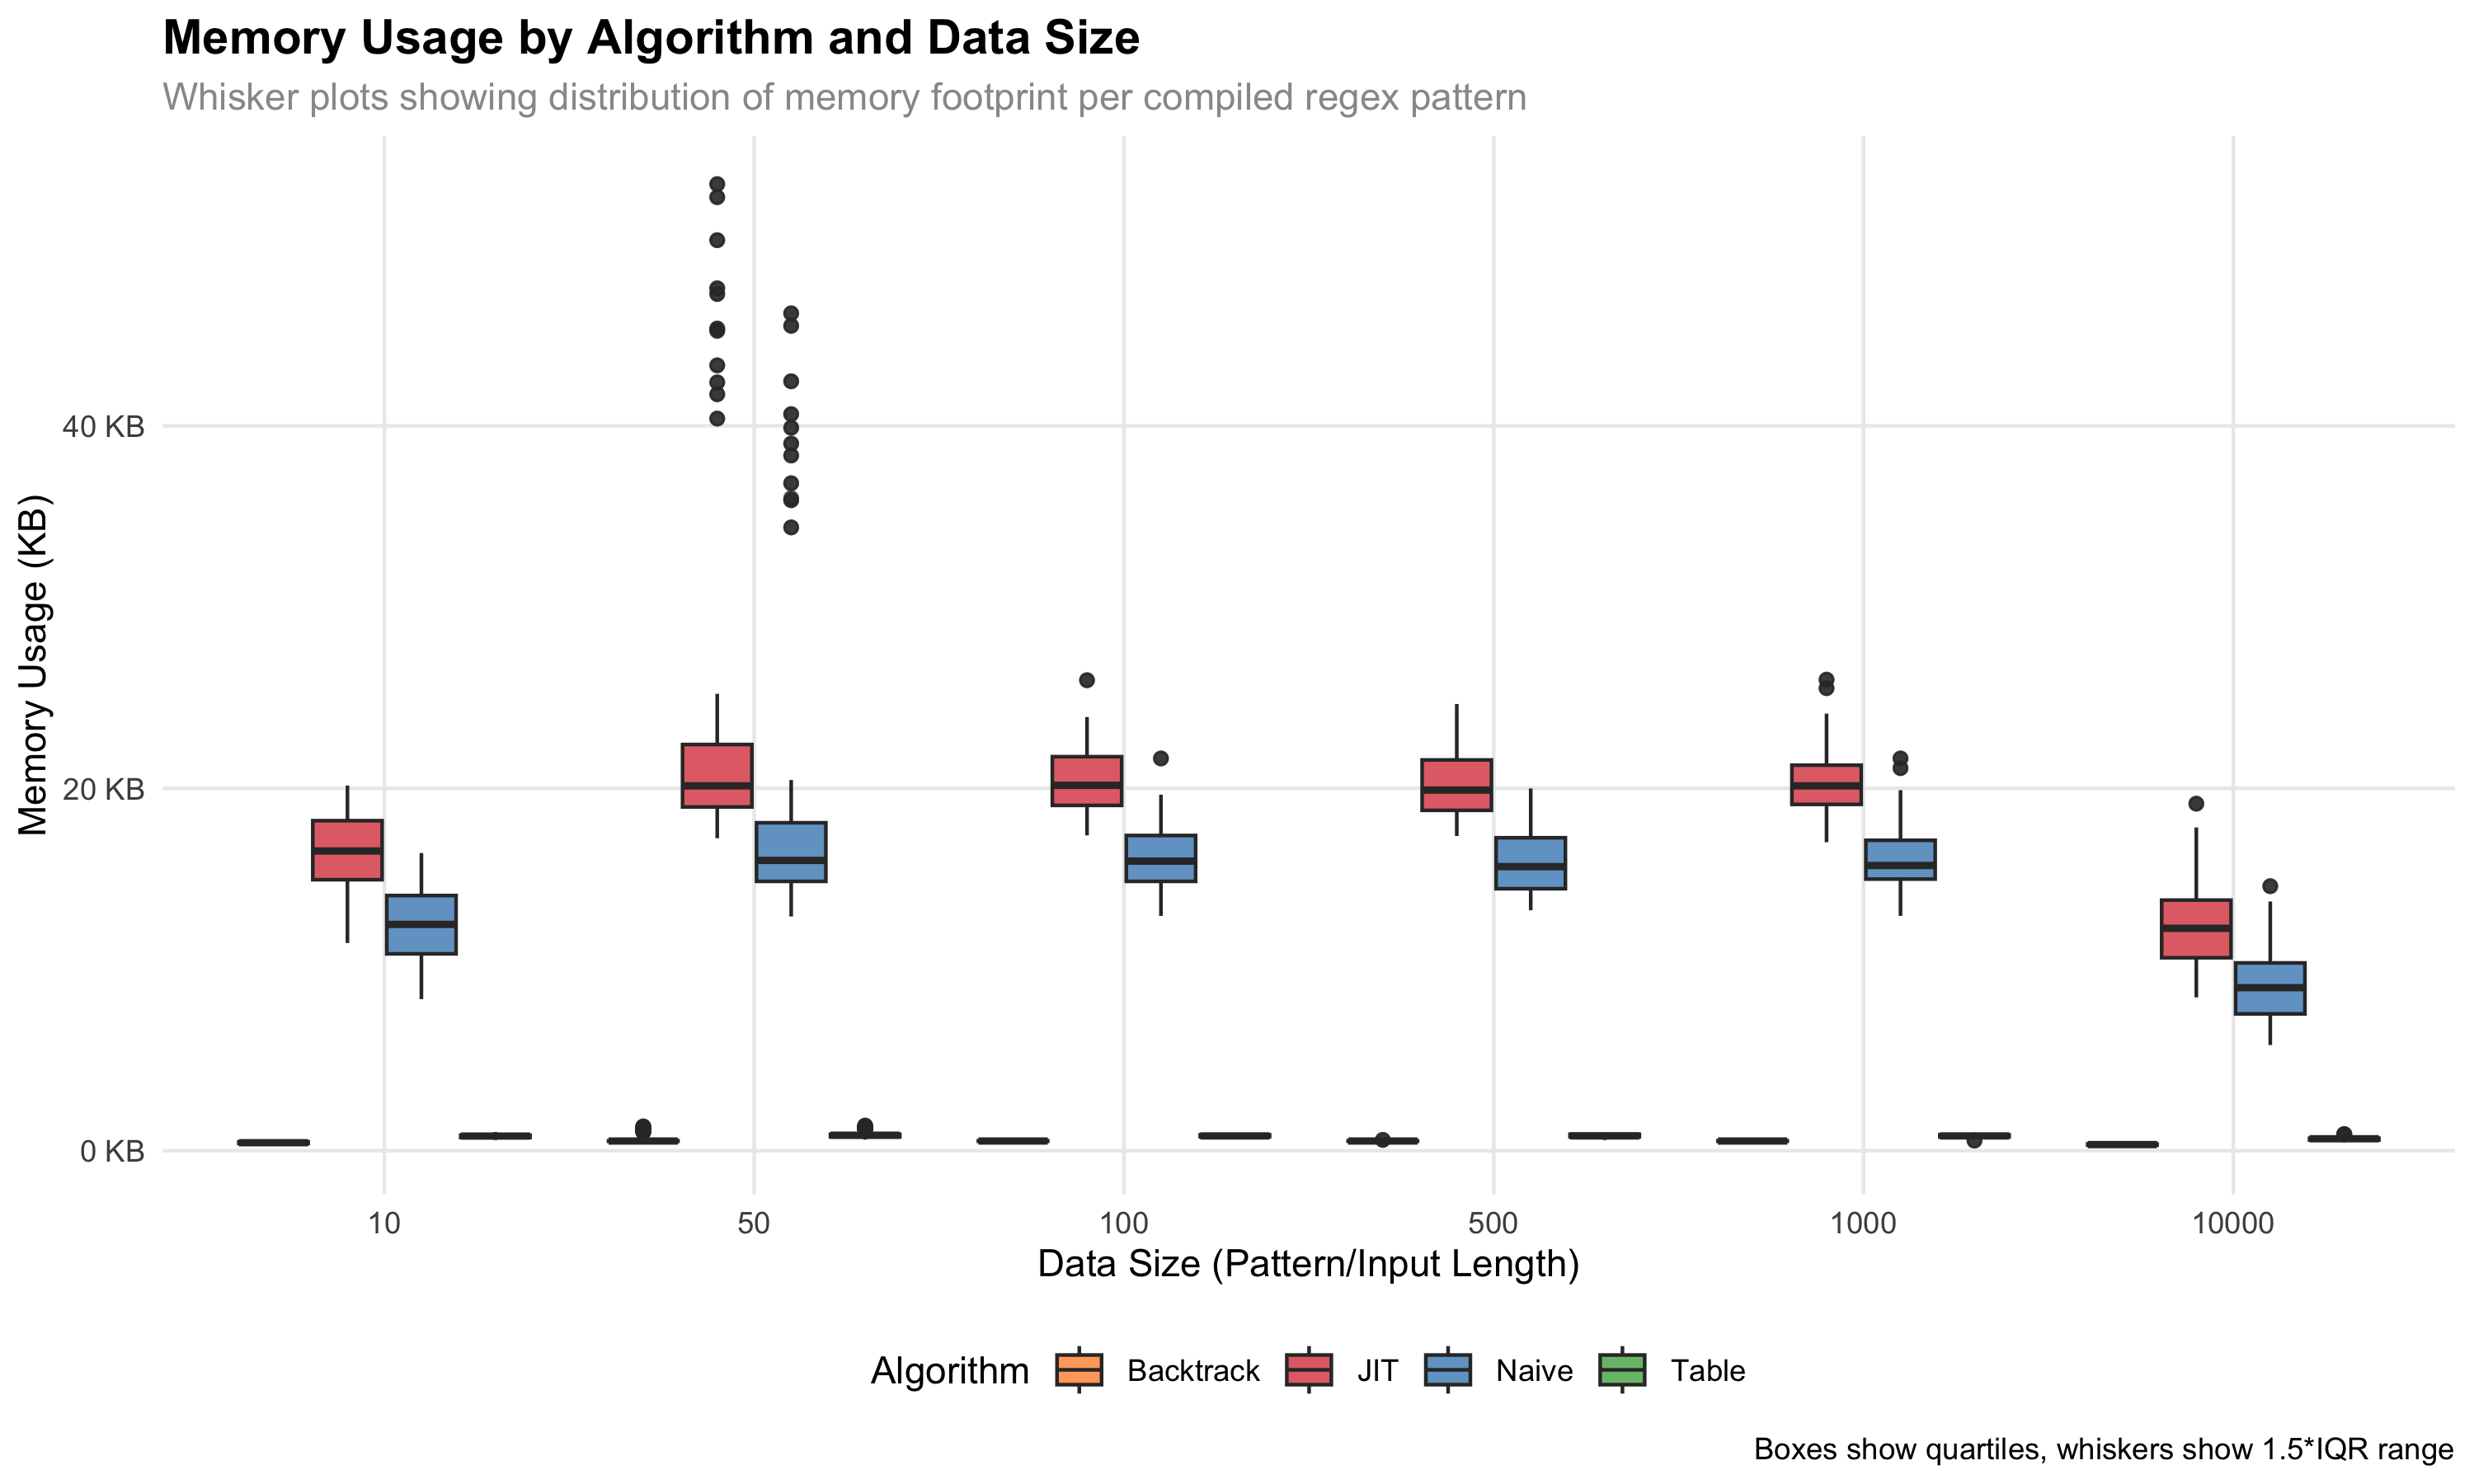 Memory Usage by Algorithm and Data Size
Whisker plots showing distribution of memory footprint per compiled regex pattern
Memory Usage (KB)
40 KB
20 KB
0 KB
10 50 100 500 1000 10000
Data Size (Pattern/Input Length)
Algorithm Backtrack JIT Naive Table
Boxes show quartiles, whiskers show 1.5*IQR range